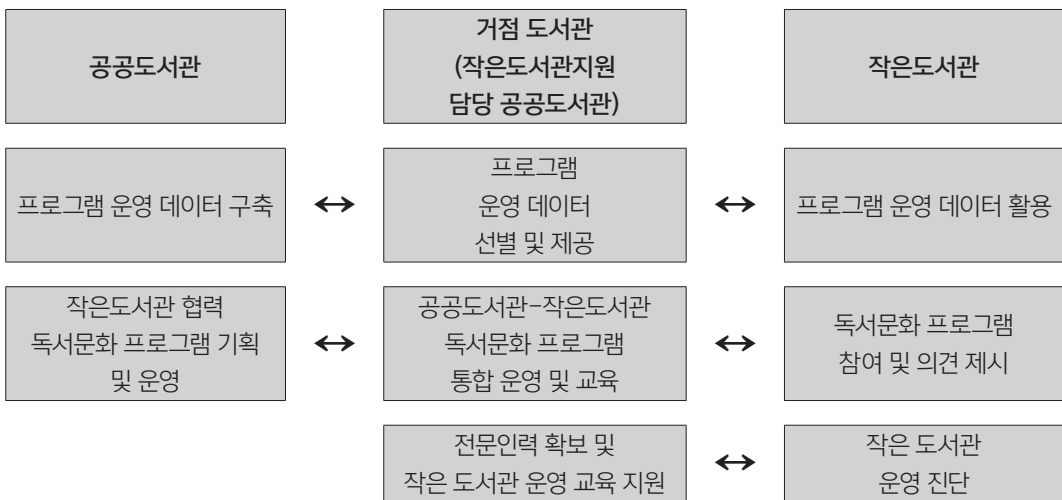 공공도서관
거점 도서관
(작은도서관지원
담당 공공도서관)
작은도서관
프로그램 운영 데이터 구축
↔
프로그램
운영 데이터
선별 및 제공
↔
프로그램 운영 데이터 활용
작은도서관 협력
독서문화 프로그램 기획
및 운영
↔
공공도서관-작은도서관
독서문화 프로그램
통합 운영 및 교육
↔
독서문화 프로그램
참여 및 의견 제시
전문인력 확보 및
작은 도서관 운영 교육 지원
↔
작은 도서관
운영 진단